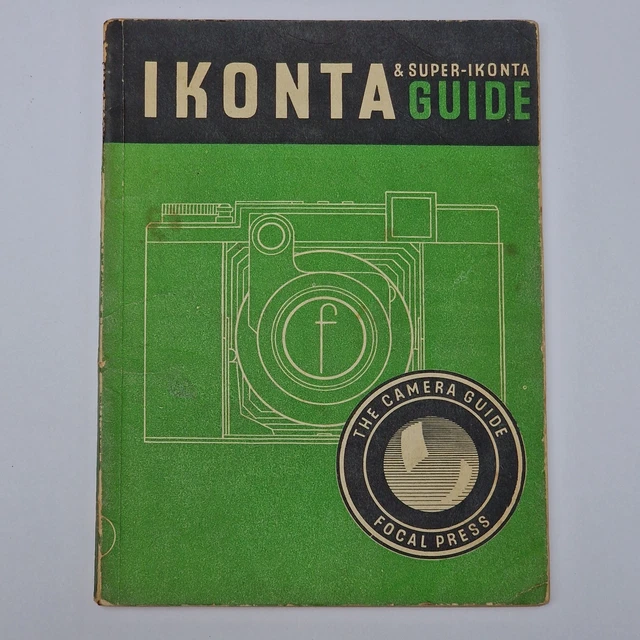 IKONTA
& SUPER-IKONTA
GUIDE
f
THE CAMERA GUIDE
FOCAL PRESS